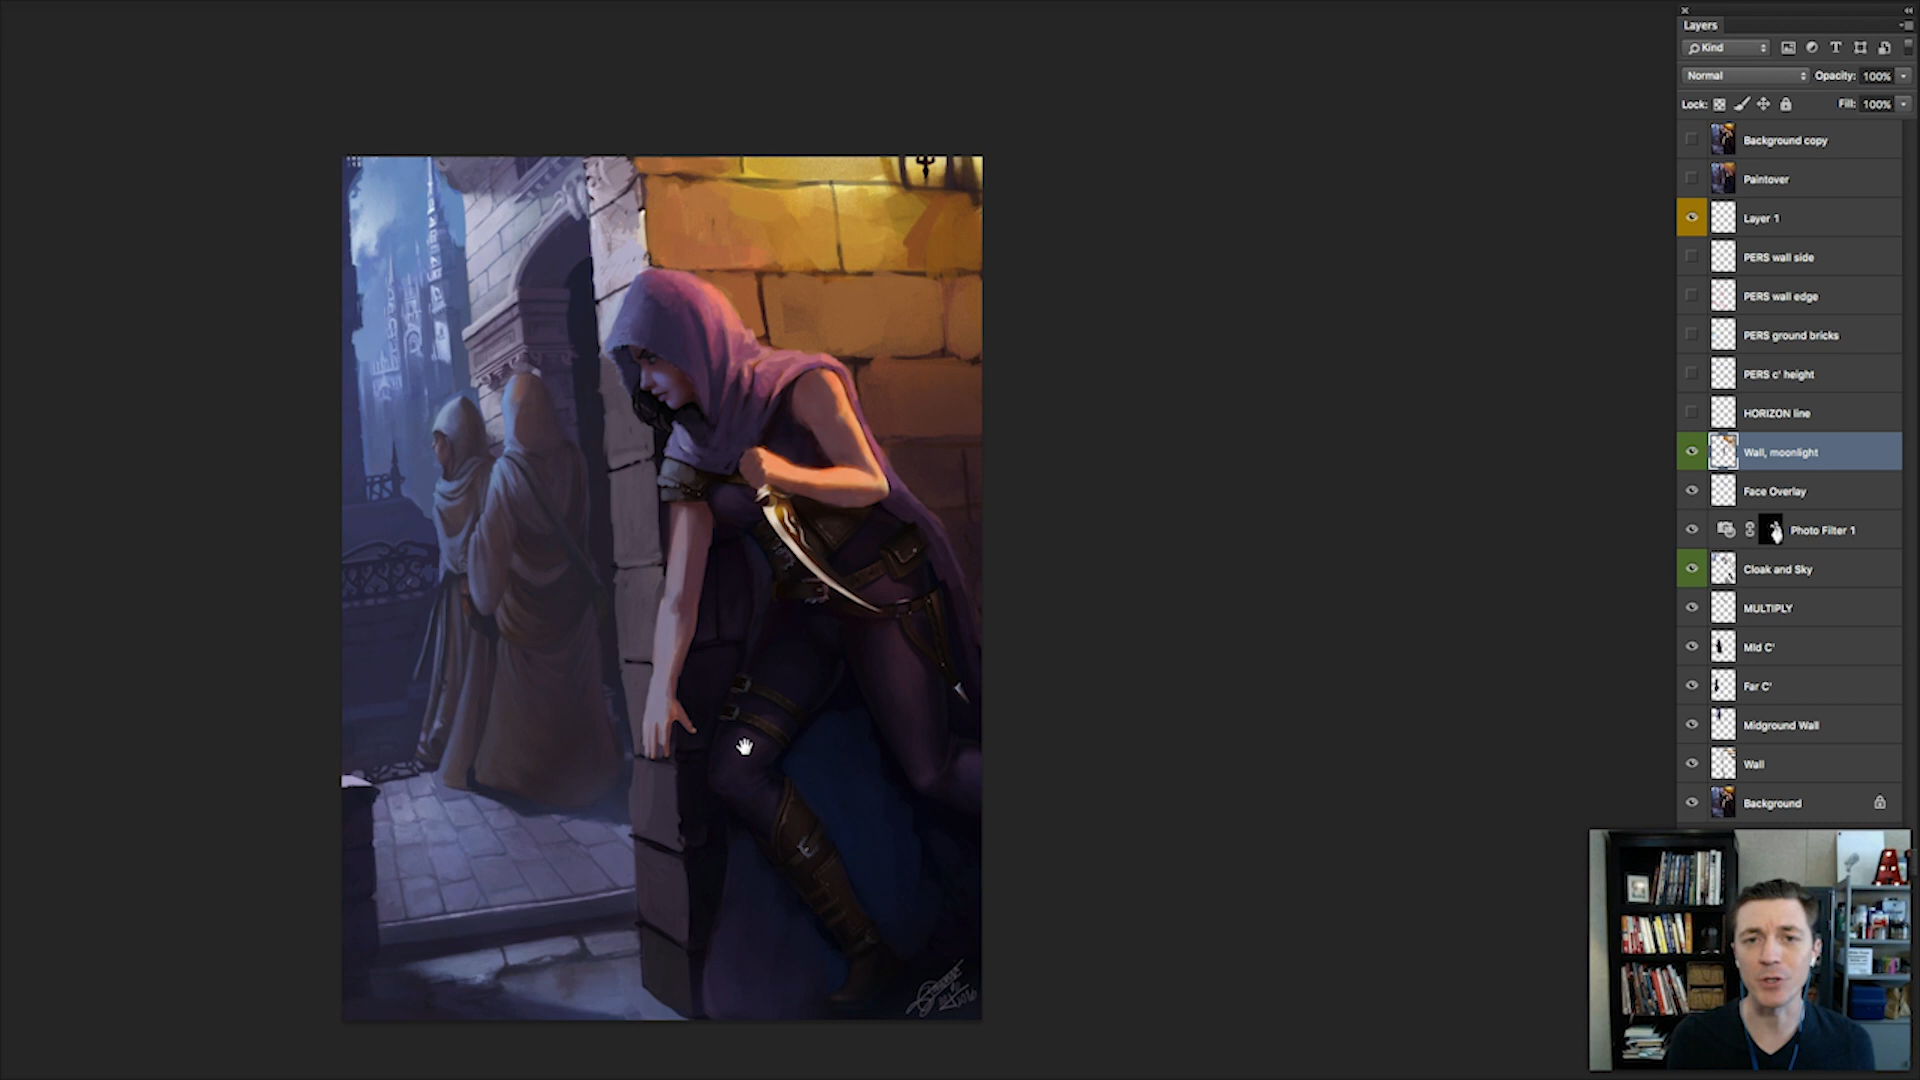 Layers
Kind
Normal
Opacity: 100%
Lock:
Fill: 100%
Background copy
Paintover
Layer 1
PERS wall side
PERS wall edge
PERS ground bricks
PERS c' height
HORIZON line
Wall, moonlight
Face Overlay
Photo Filter 1
Cloak and Sky
MULTIPLY
Mid C'
Far C'
Midground Wall
Wall
Background